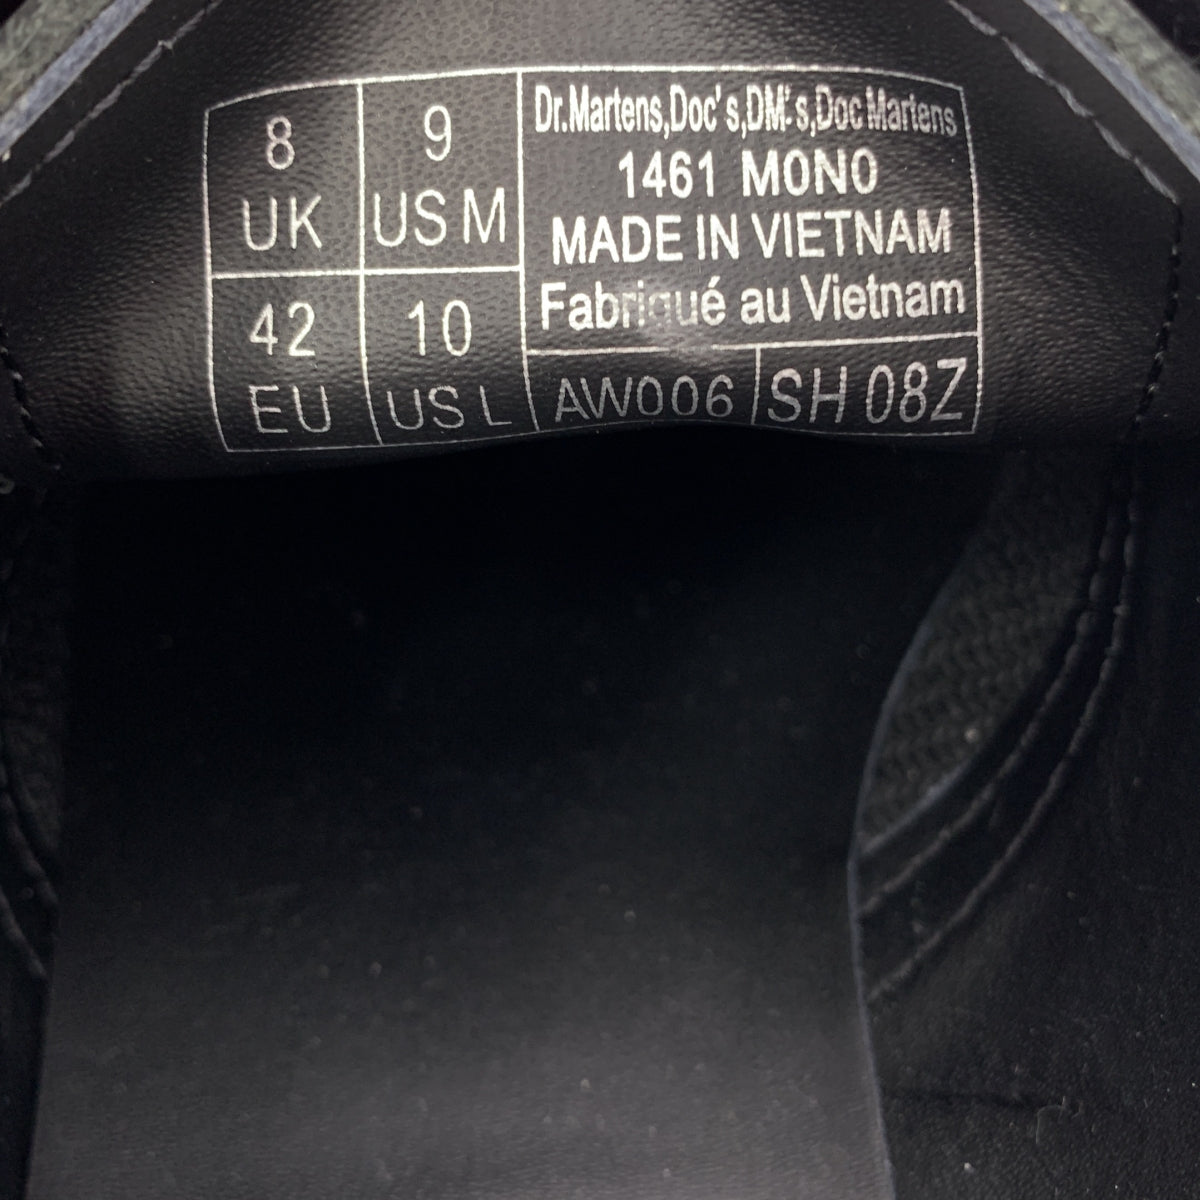 8 UK
9 US M
42 EU
10 US L
Dr.Martens,Doc's,DM's,Doc Martens
1461 MONO
MADE IN VIETNAM
Fabriqué au Vietnam
AW006
SH 08Z